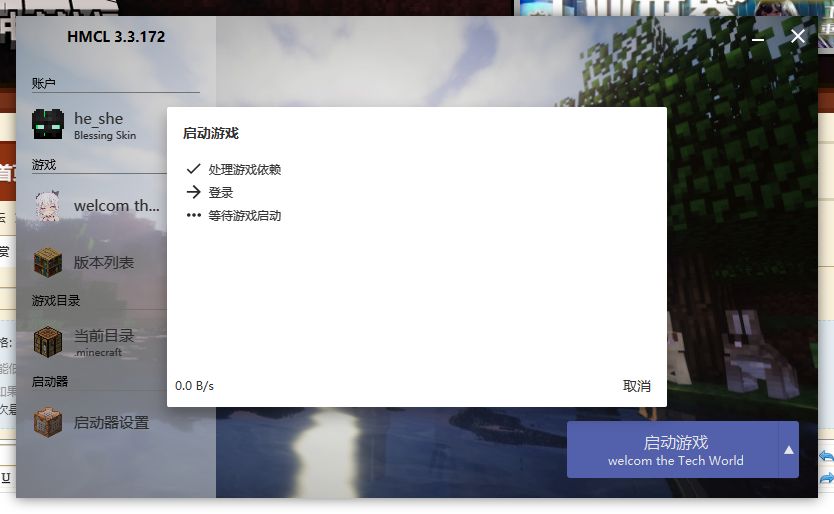 HMCL 3.3.172
账户
he_she
Blessing Skin
游戏
welcom th...
版本列表
游戏目录
当前目录
.minecraft
启动器
启动器设置
启动游戏
处理游戏依赖
登录
等待游戏启动
0.0 B/s
取消
启动游戏
welcom the Tech World